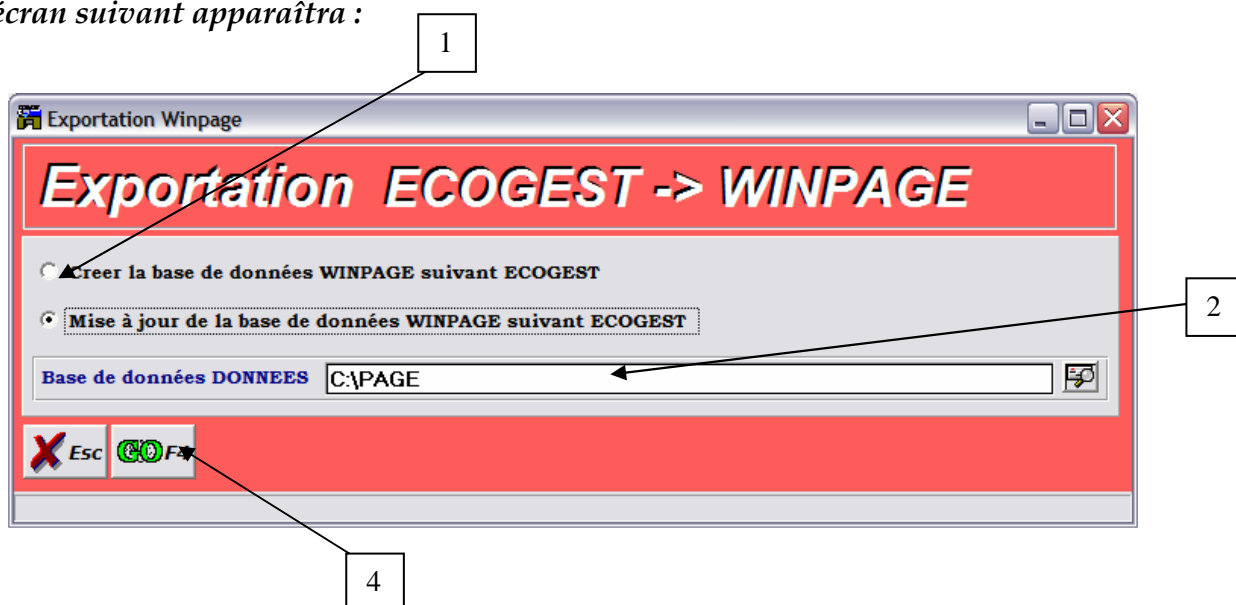 écran suivant apparaîtra :
1
Exportation Winpage
Exportation ECOGEST -> WINPAGE
Creer la base de données WINPAGE suivant ECOGEST
Mise à jour de la base de données WINPAGE suivant ECOGEST
2
Base de données DONNEES C:\PAGE
Esc GO F4
4